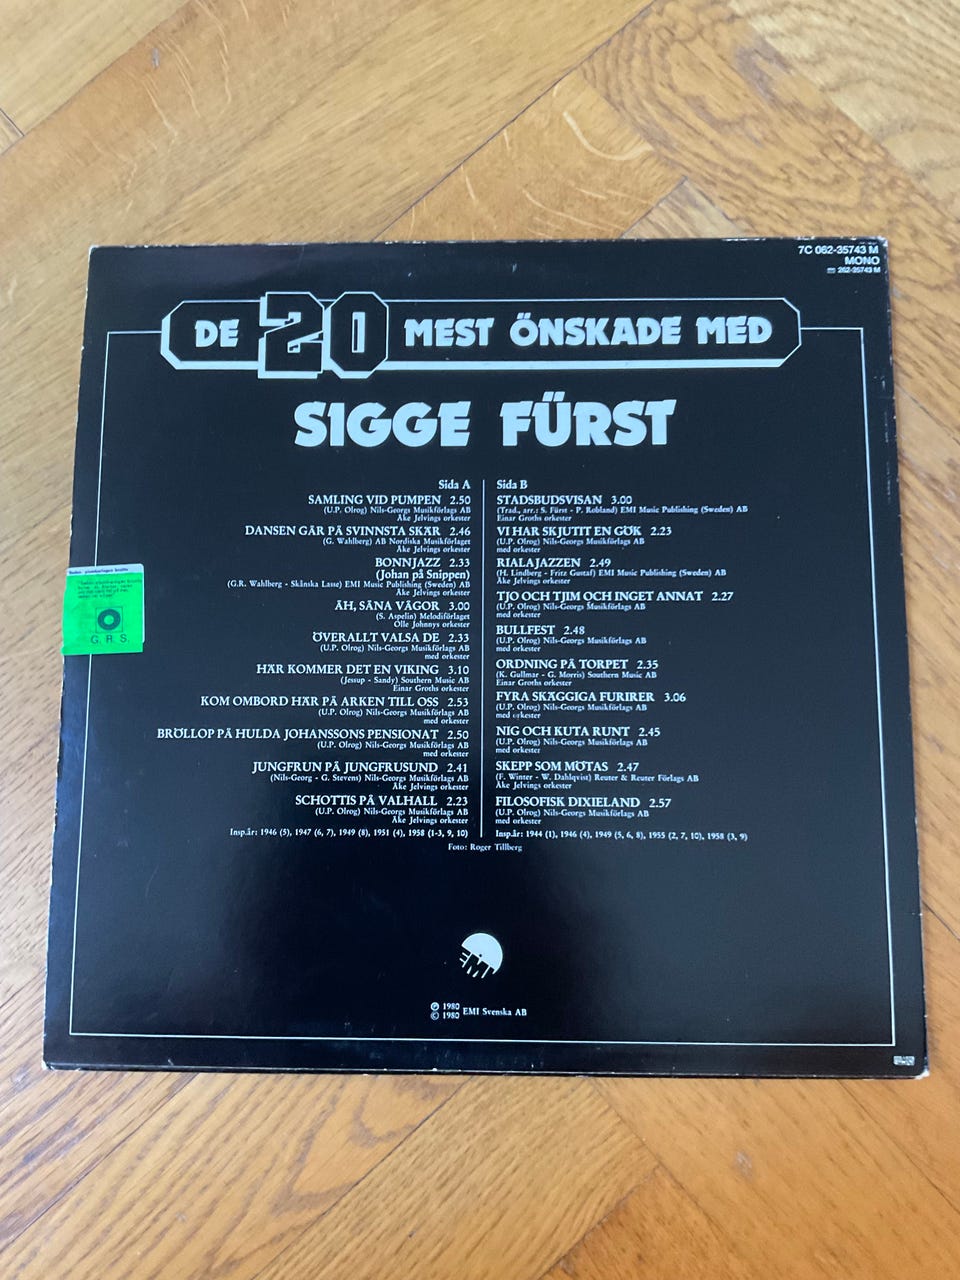 7C 062-35743 M
MONO
262-35743 M
DE 20 MEST ÖNSKADE MED
SIGGE FÜRST
Sida A
SAMLING VID PUMPEN 2.50
(U.P. Olrog) Nils-Georgs Musikförlags AB
Åke Jelvings orkester
DANSEN GÅR PÅ SVINNSTA SKÄR 2.46
(G. Wahlberg) AB Nordiska Musikförlaget
Åke Jelvings orkester
BONNJAZZ 2.33
(Johan på Snippen)
(G.R. Wahlberg - Skånska Lasse) EMI Music Publishing (Sweden) AB
Åke Jelvings orkester
ÄH, SÅNA VÅGOR 3.00
(S. Aspelin) Melodiförlaget
Olle Johnnys orkester
ÖVERALLT VALSA DE 2.33
(U.P. Olrog) Nils-Georgs Musikförlags AB
med orkester
HÄR KOMMER DET EN VIKING 3.10
(Jessup - Sandy) Southern Music AB
Einar Groths orkester
KOM OMBORD HÄR PÅ ARKEN TILL OSS 2.53
(U.P. Olrog) Nils-Georgs Musikförlags AB
med orkester
BRÖLLOP PÅ HULDA JOHANSSONS PENSIONAT 2.50
(U.P. Olrog) Nils-Georgs Musikförlags AB
med orkester
JUNGFRUN PÅ JUNGFRUSUND 2.41
(Nils-Georg - G. Stevens) Nils-Georgs Musikförlags AB
Åke Jelvings orkester
SCHOTTIS PÅ VALHALL 2.23
(U.P. Olrog) Nils-Georgs Musikförlags AB
Åke Jelvings orkester
Insp.år: 1946 (5), 1947 (6, 7), 1949 (8), 1951 (4), 1958 (1-3, 9, 10)
Sida B
STADSBUDSVISAN 3.00
(Trad., arr.: S. Fürst - P. Robland) EMI Music Publishing (Sweden) AB
Einar Groths orkester
VI HAR SKJUTIT EN GÖK 2.23
(U.P. Olrog) Nils-Georgs Musikförlags AB
med orkester
RIALAJAZZEN 2.49
(H. Lindberg - Fritz Gustaf) EMI Music Publishing (Sweden) AB
Åke Jelvings orkester
TJO OCH TJIM OCH INGET ANNAT 2.27
(U.P. Olrog) Nils-Georgs Musikförlags AB
med orkester
BULLFEST 2.48
(U.P. Olrog) Nils-Georgs Musikförlags AB
med orkester
ORDNING PÅ TORPET 2.35
(K. Gullmar - G. Morris) Southern Music AB
Einar Groths orkester
FYRA SKÄGGIGA FURIRER 3.06
(U.P. Olrog) Nils-Georgs Musikförlags AB
med orkester
NIG OCH KUTA RUNT 2.45
(U.P. Olrog) Nils-Georgs Musikförlags AB
med orkester
SKEPP SOM MÖTAS 2.47
(F. Winter - W. Dahlqvist) Reuter & Reuter Förlags AB
Åke Jelvings orkester
FILOSOFISK DIXIELAND 2.57
(U.P. Olrog) Nils-Georgs Musikförlags AB
med orkester
Insp.år: 1944 (1), 1946 (4), 1949 (5, 6, 8), 1955 (2, 7, 10), 1958 (3, 9)
Foto: Roger Tillberg
G. R. S.
EMI
℗ 1980
© 1980 EMI Svenska AB